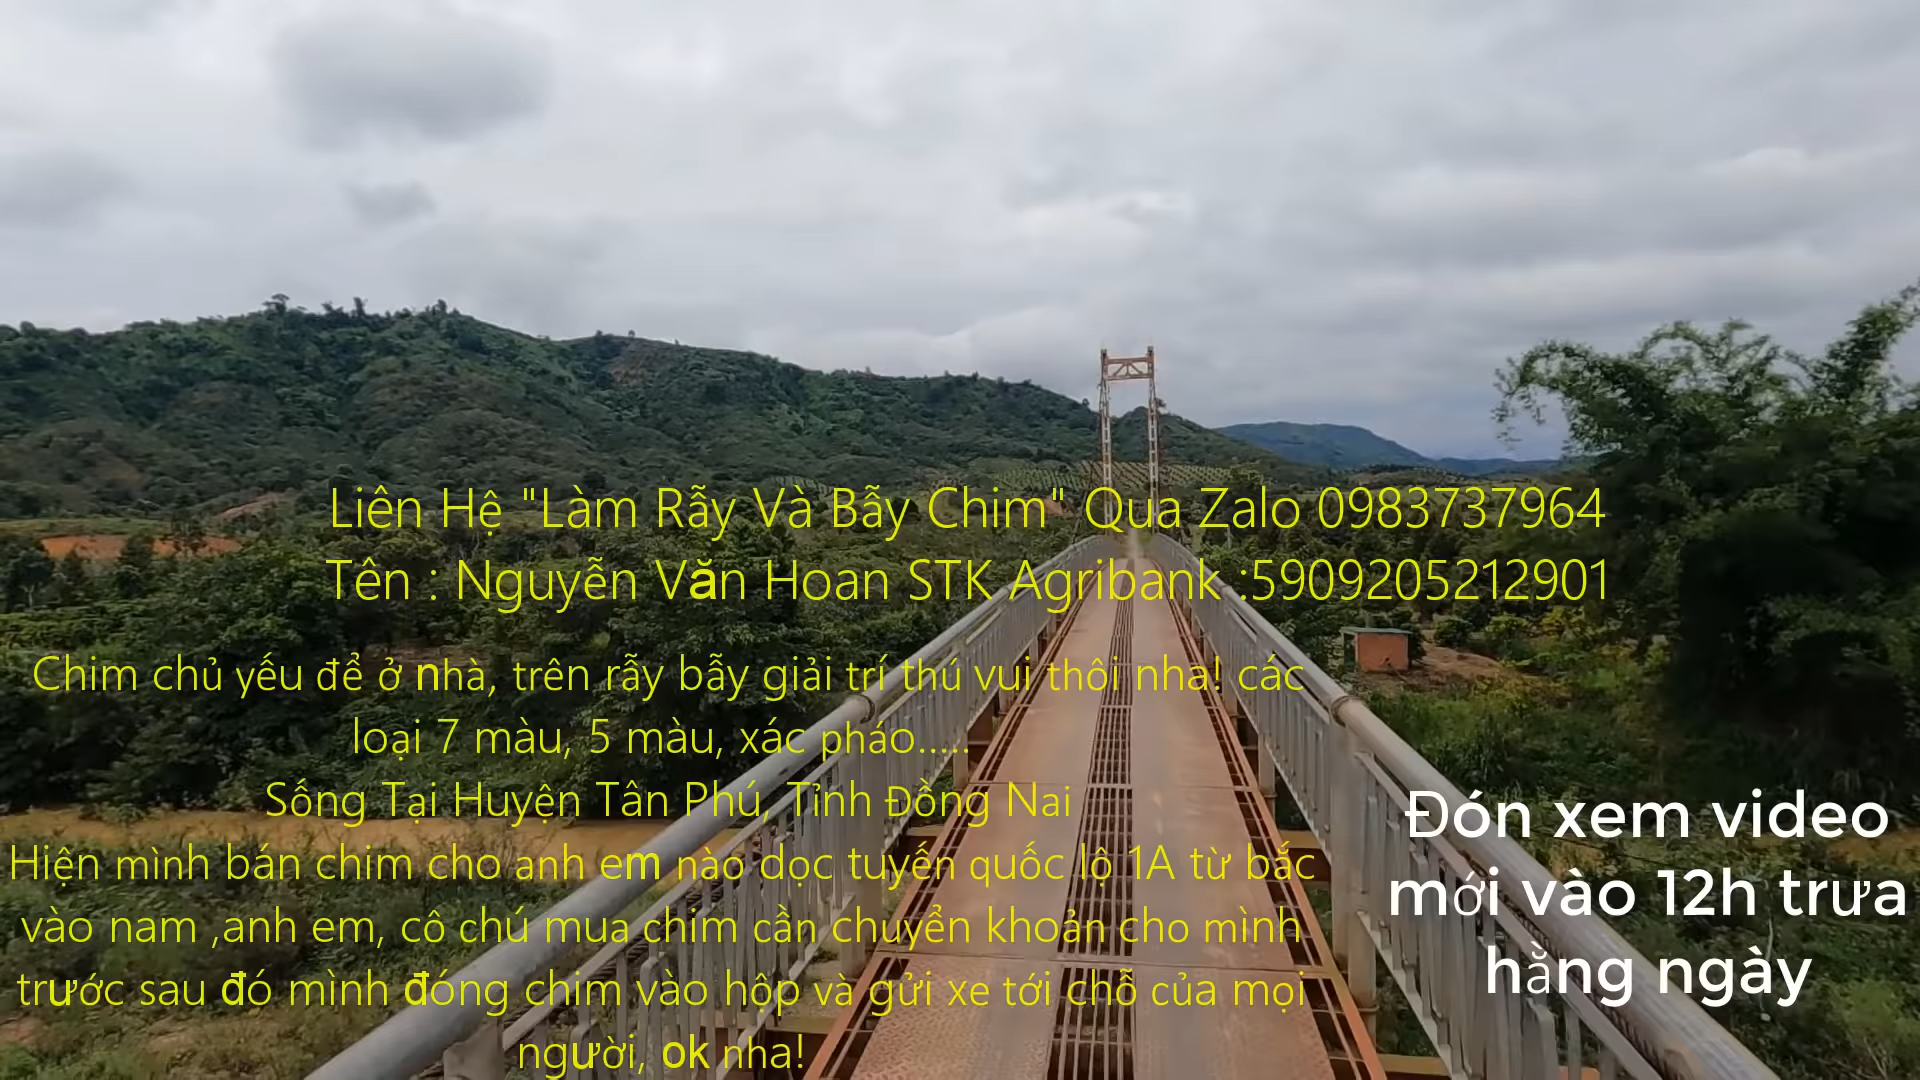 Liên Hệ "Làm Rẫy Và Bẫy Chim" Qua Zalo 0983737964
Tên : Nguyễn Văn Hoan STK Agribank :5909205212901
Chim chủ yếu để ở nhà, trên rẫy bẫy giải trí thú vui thôi nha! các
loại 7 màu, 5 màu, xác pháo.....
Sống Tại Huyện Tân Phú, Tỉnh Đồng Nai
Hiện mình bán chim cho anh em nào dọc tuyến quốc lộ 1A từ bắc
vào nam ,anh em, cô chú mua chim cần chuyển khoản cho mình
trước sau đó mình đóng chim vào hộp và gửi xe tới chỗ của mọi
người, ok nha!
Đón xem video
mới vào 12h trưa
hằng ngày